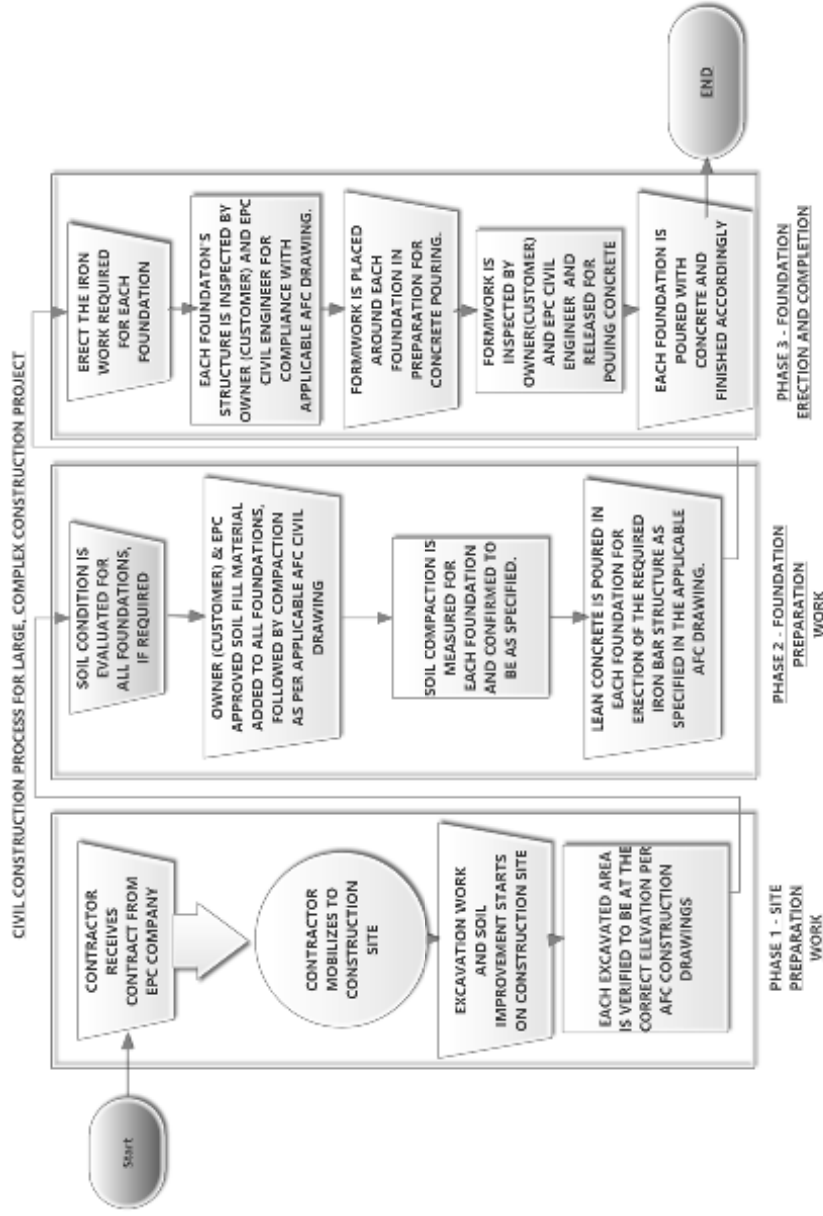 CIVIL CONSTRUCTION PROCESS FOR LARGE, COMPLEX CONSTRUCTION PROJECT
Start
CONTRACTOR
RECEIVES
CONTRACT FROM
EPC COMPANY
CONTRACTOR
MOBILIZES TO
CONSTRUCTION
SITE
EXCAVATION WORK
AND SOIL
IMPROVEMENT STARTS
ON CONSTRUCTION SITE
EACH EXCAVATED AREA
IS VERIFIED TO BE AT THE
CORRECT ELEVATION PER
AFC CONSTRUCTION
DRAWINGS
PHASE 1 - SITE
PREPARATION
WORK
SOIL CONDITION IS
EVALUATED FOR
ALL FOUNDATIONS,
IF REQUIRED
OWNER (CUSTOMER) & EPC
APPROVED SOIL FILL MATERIAL
ADDED TO ALL FOUNDATIONS,
FOLLOWED BY COMPACTION
AS PER APPLICABLE AFC CIVIL
DRAWING
SOIL COMPACTION IS
MEASURED FOR
EACH FOUNDATION
AND CONFIRMED TO
BE AS SPECIFIED.
LEAN CONCRETE IS POURED IN
EACH FOUNDATION FOR
ERECTION OF THE REQUIRED
IRON BAR STRUCTURE AS
SPECIFIED IN THE APPLICABLE
AFC DRAWING.
PHASE 2 - FOUNDATION
PREPARATION
WORK
ERECT THE IRON
WORK REQUIRED
FOR EACH
FOUNDATION
EACH FOUNDATON'S
STRUCTURE IS INSPECTED BY
OWNER (CUSTOMER) AND EPC
CIVIL ENGINEER FOR
COMPLIANCE WITH
APPLICABLE AFC DRAWING.
FORMWORK IS PLACED
AROUND EACH
FOUNDATION IN
PREPARATION FOR
CONCRETE POURING.
FORMWORK IS
INSPECTED BY
OWNER(CUSTOMER)
AND EPC CIVIL
ENGINEER AND
RELEASED FOR
POUING CONCRETE
EACH FOUNDATION IS
POURED WITH
CONCRETE AND
FINISHED ACCORDINGLY
PHASE 3 - FOUNDATION
ERECTION AND COMPLETION
END